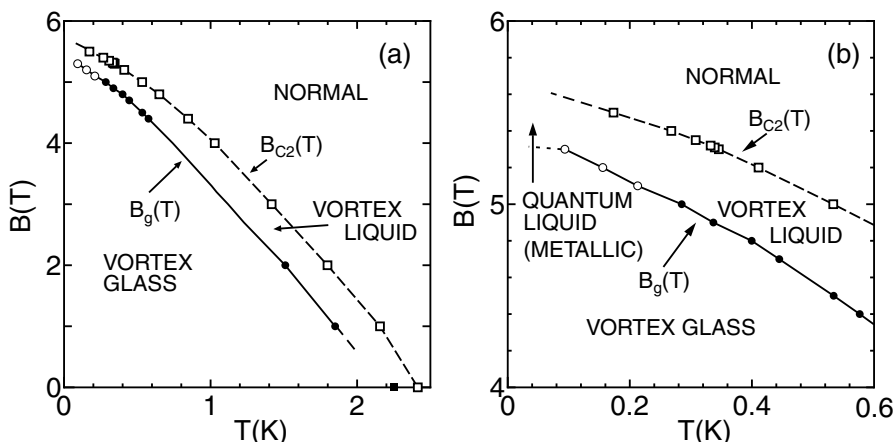 6
4
2
0
B(T)
0
1
2
T(K)
(a)
NORMAL
B_C2(T)
B_g(T)
VORTEX
LIQUID
VORTEX
GLASS
6
5
4
B(T)
0
0.2
0.4
0.6
T(K)
(b)
NORMAL
B_C2(T)
QUANTUM
LIQUID
(METALLIC)
VORTEX
LIQUID
B_g(T)
VORTEX GLASS